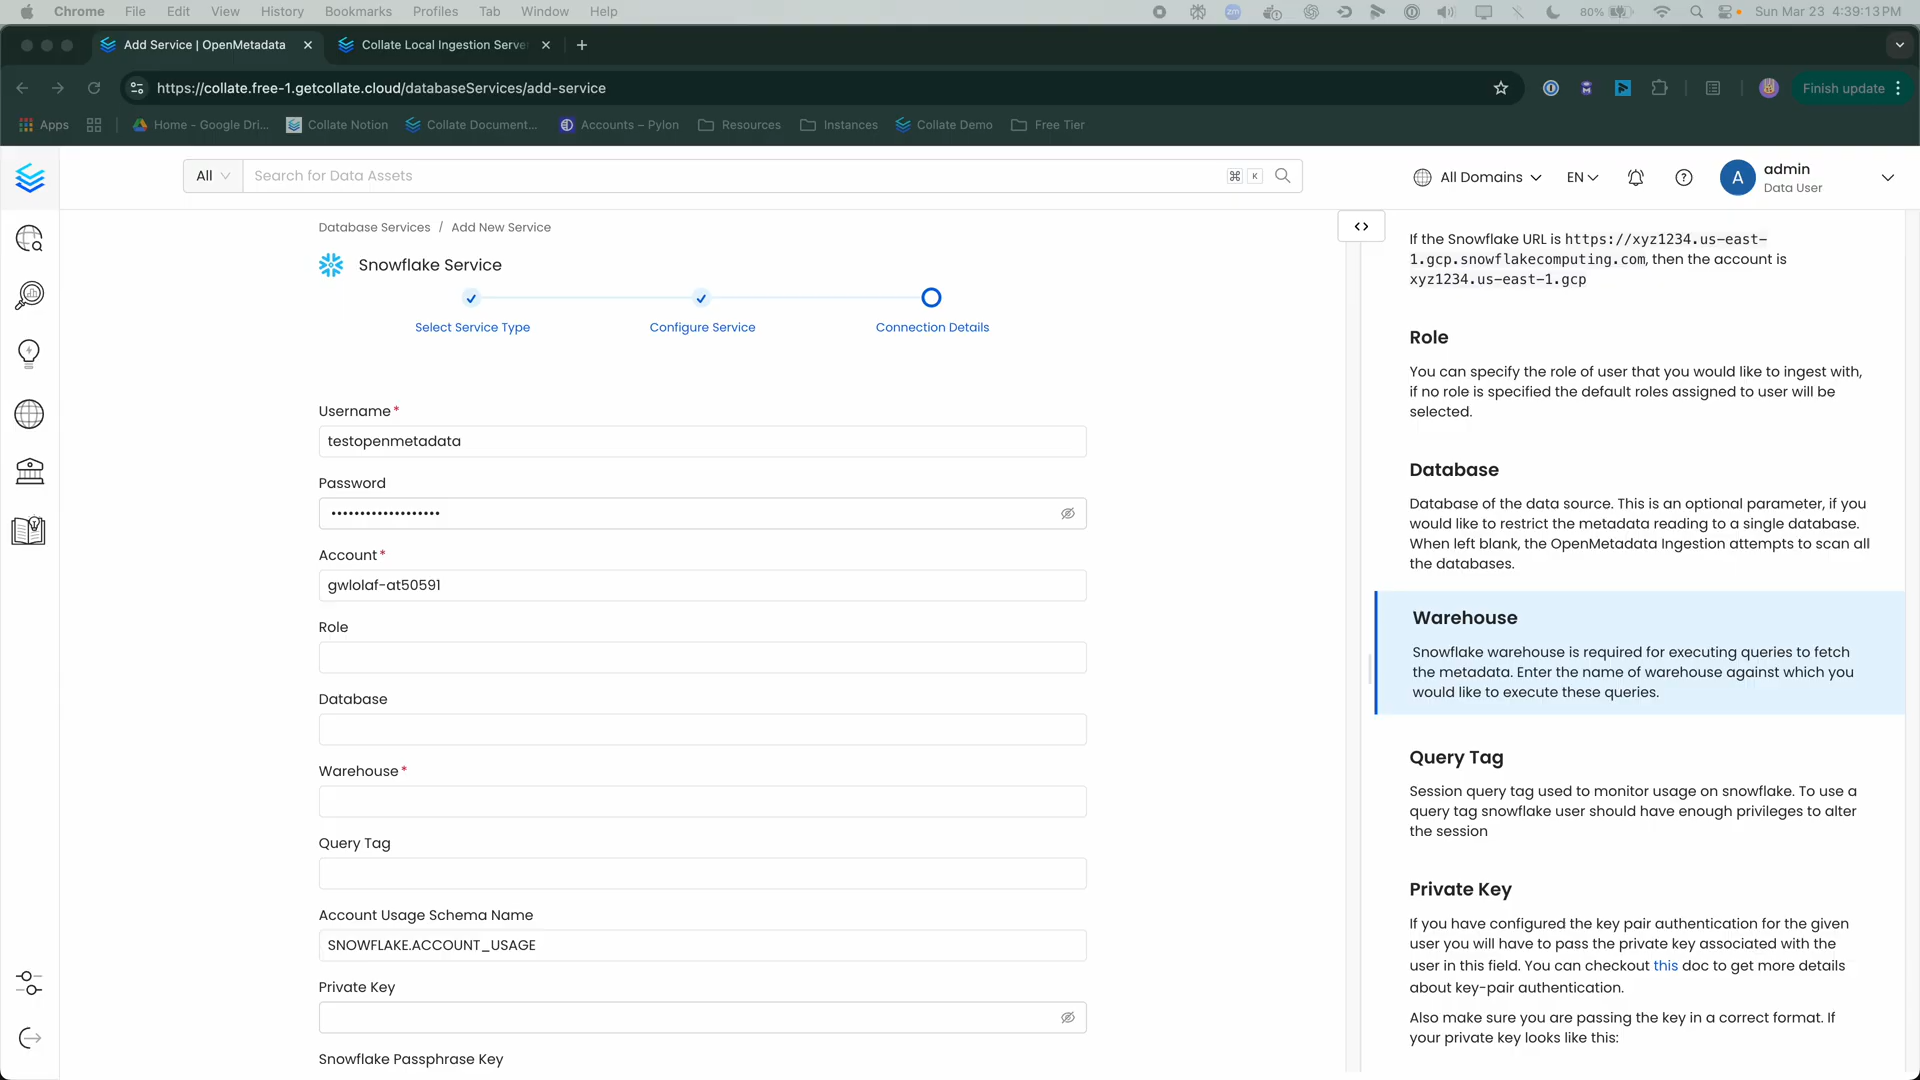 Chrome File Edit View History Bookmarks Profiles Tab Window Help
zm 80% Sun Mar 23 4:39:13 PM
Add Service | OpenMetadata
Collate Local Ingestion Serve
https://collate.free-1.getcollate.cloud/databaseServices/add-service
Finish update
Apps
Home - Google Dri...
Collate Notion
Collate Document...
Accounts – Pylon
Resources
Instances
Collate Demo
Free Tier
All
Search for Data Assets
⌘ K
All Domains
EN
A
admin
Data User
Database Services / Add New Service
Snowflake Service
Select Service Type
Configure Service
Connection Details
Username*
testopenmetadata
Password
•••••••••••••••••••
Account*
gwlolaf-at50591
Role
Database
Warehouse*
Query Tag
Account Usage Schema Name
SNOWFLAKE.ACCOUNT_USAGE
Private Key
Snowflake Passphrase Key
If the Snowflake URL is https://xyz1234.us-east-
1.gcp.snowflakecomputing.com, then the account is
xyz1234.us-east-1.gcp
Role
You can specify the role of user that you would like to ingest with,
if no role is specified the default roles assigned to user will be
selected.
Database
Database of the data source. This is an optional parameter, if you
would like to restrict the metadata reading to a single database.
When left blank, the OpenMetadata Ingestion attempts to scan all
the databases.
Warehouse
Snowflake warehouse is required for executing queries to fetch
the metadata. Enter the name of warehouse against which you
would like to execute these queries.
Query Tag
Session query tag used to monitor usage on snowflake. To use a
query tag snowflake user should have enough privileges to alter
the session
Private Key
If you have configured the key pair authentication for the given
user you will have to pass the private key associated with the
user in this field. You can checkout this doc to get more details
about key-pair authentication.
Also make sure you are passing the key in a correct format. If
your private key looks like this: